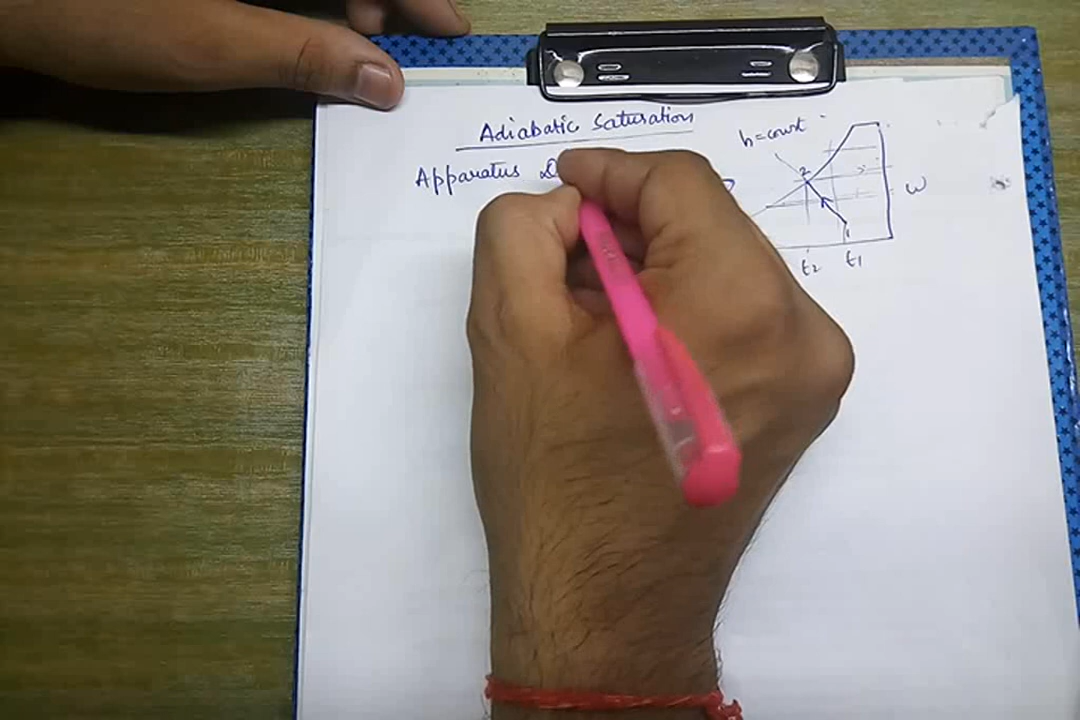 Adiabatic Saturation
Apparatus D
h=const
2
ω
1
t2 t1